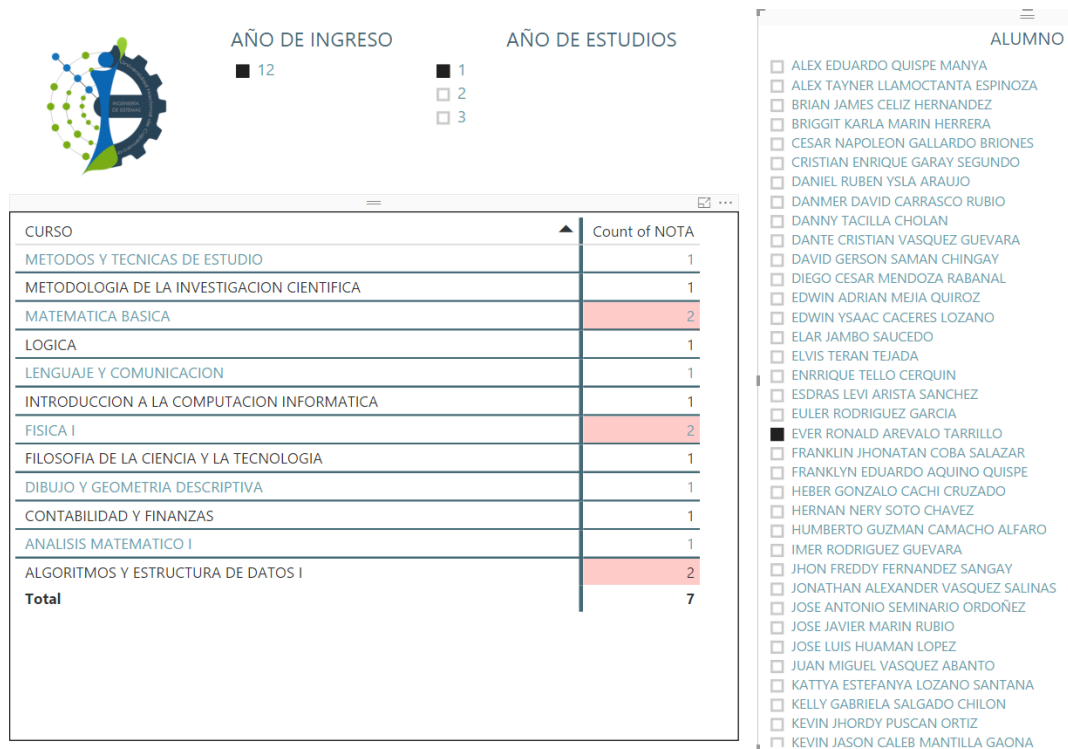 AÑO DE INGRESO
12
AÑO DE ESTUDIOS
1
2
3
INGENIERÍA
DE SISTEMAS
CURSO Count of NOTA
METODOS Y TECNICAS DE ESTUDIO 1
METODOLOGIA DE LA INVESTIGACION CIENTIFICA 1
MATEMATICA BASICA 2
LOGICA 1
LENGUAJE Y COMUNICACION 1
INTRODUCCION A LA COMPUTACION INFORMATICA 1
FISICA I 2
FILOSOFIA DE LA CIENCIA Y LA TECNOLOGIA 1
DIBUJO Y GEOMETRIA DESCRIPTIVA 1
CONTABILIDAD Y FINANZAS 1
ANALISIS MATEMATICO I 1
ALGORITMOS Y ESTRUCTURA DE DATOS I 2
Total 7
ALUMNO
ALEX EDUARDO QUISPE MANYA
ALEX TAYNER LLAMOCTANTA ESPINOZA
BRIAN JAMES CELIZ HERNANDEZ
BRIGGIT KARLA MARIN HERRERA
CESAR NAPOLEON GALLARDO BRIONES
CRISTIAN ENRIQUE GARAY SEGUNDO
DANIEL RUBEN YSLA ARAUJO
DANMER DAVID CARRASCO RUBIO
DANNY TACILLA CHOLAN
DANTE CRISTIAN VASQUEZ GUEVARA
DAVID GERSON SAMAN CHINGAY
DIEGO CESAR MENDOZA RABANAL
EDWIN ADRIAN MEJIA QUIROZ
EDWIN YSAAC CACERES LOZANO
ELAR JAMBO SAUCEDO
ELVIS TERAN TEJADA
ENRRIQUE TELLO CERQUIN
ESDRAS LEVI ARISTA SANCHEZ
EULER RODRIGUEZ GARCIA
EVER RONALD AREVALO TARRILLO
FRANKLIN JHONATAN COBA SALAZAR
FRANKLYN EDUARDO AQUINO QUISPE
HEBER GONZALO CACHI CRUZADO
HERNAN NERY SOTO CHAVEZ
HUMBERTO GUZMAN CAMACHO ALFARO
IMER RODRIGUEZ GUEVARA
JHON FREDDY FERNANDEZ SANGAY
JONATHAN ALEXANDER VASQUEZ SALINAS
JOSE ANTONIO SEMINARIO ORDOÑEZ
JOSE JAVIER MARIN RUBIO
JOSE LUIS HUAMAN LOPEZ
JUAN MIGUEL VASQUEZ ABANTO
KATTYA ESTEFANYA LOZANO SANTANA
KELLY GABRIELA SALGADO CHILON
KEVIN JHORDY PUSCAN ORTIZ
KEVIN JASON CALEB MANTILLA GAONA